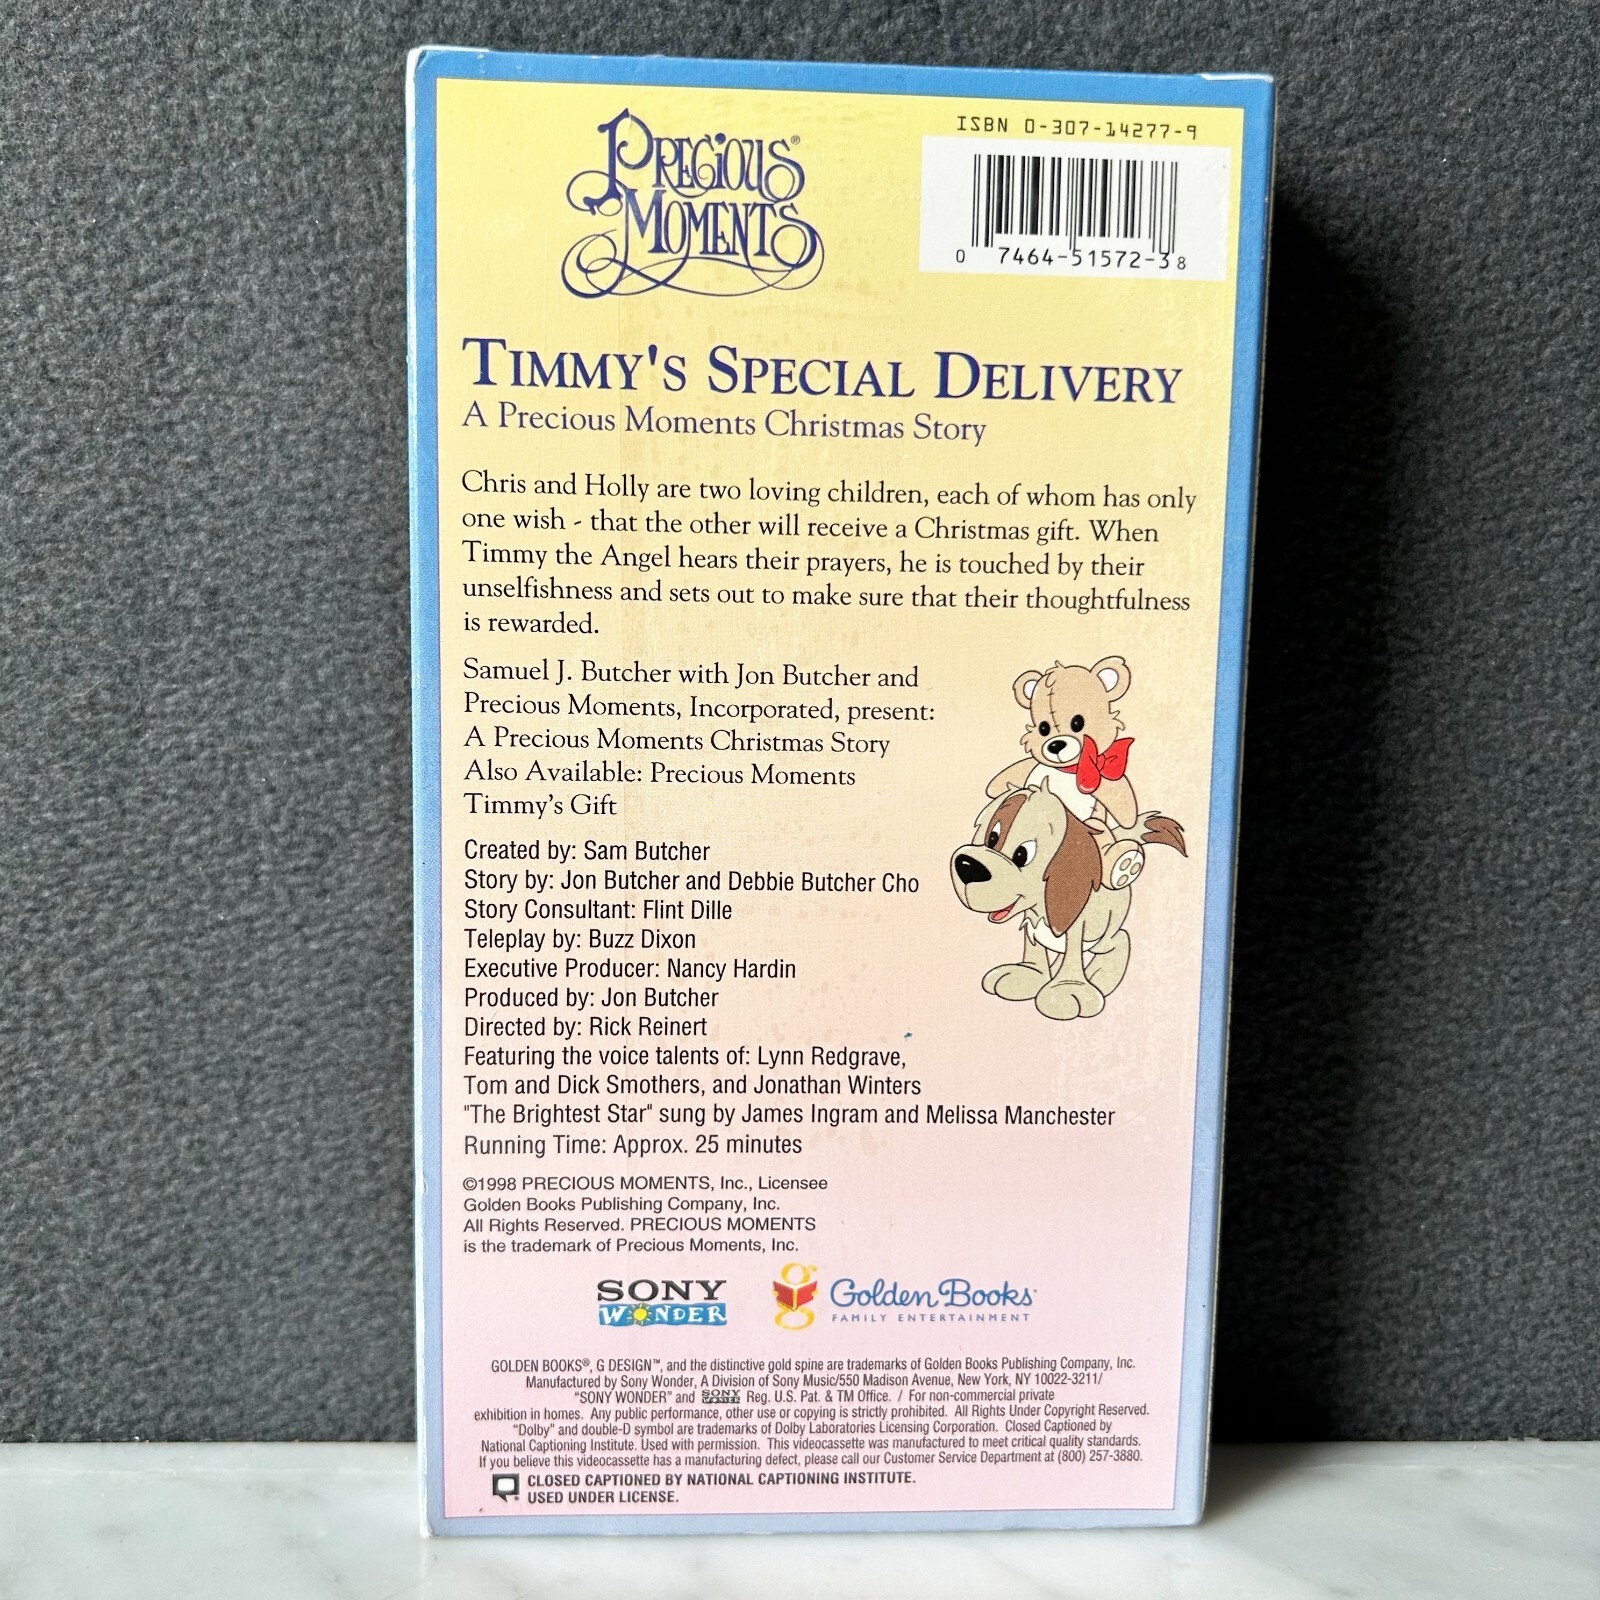 PRECIOUS®
MOMENTS
ISBN 0-307-14277-9
0 7464-51572-3 8
TIMMY'S SPECIAL DELIVERY
A Precious Moments Christmas Story
Chris and Holly are two loving children, each of whom has only
one wish - that the other will receive a Christmas gift. When
Timmy the Angel hears their prayers, he is touched by their
unselfishness and sets out to make sure that their thoughtfulness
is rewarded.
Samuel J. Butcher with Jon Butcher and
Precious Moments, Incorporated, present:
A Precious Moments Christmas Story
Also Available: Precious Moments
Timmy's Gift
Created by: Sam Butcher
Story by: Jon Butcher and Debbie Butcher Cho
Story Consultant: Flint Dille
Teleplay by: Buzz Dixon
Executive Producer: Nancy Hardin
Produced by: Jon Butcher
Directed by: Rick Reinert
Featuring the voice talents of: Lynn Redgrave,
Tom and Dick Smothers, and Jonathan Winters
"The Brightest Star" sung by James Ingram and Melissa Manchester
Running Time: Approx. 25 minutes
©1998 PRECIOUS MOMENTS, Inc., Licensee
Golden Books Publishing Company, Inc.
All Rights Reserved. PRECIOUS MOMENTS
is the trademark of Precious Moments, Inc.
SONY
WONDER
g
Golden Books
FAMILY ENTERTAINMENT
GOLDEN BOOKS®, G DESIGN™, and the distinctive gold spine are trademarks of Golden Books Publishing Company, Inc.
Manufactured by Sony Wonder, A Division of Sony Music/550 Madison Avenue, New York, NY 10022-3211/
"SONY WONDER" and SONY WONDER Reg. U.S. Pat. & TM Office. / For non-commercial private
exhibition in homes. Any public performance, other use or copying is strictly prohibited. All Rights Under Copyright Reserved.
"Dolby" and double-D symbol are trademarks of Dolby Laboratories Licensing Corporation. Closed Captioned by
National Captioning Institute. Used with permission. This videocassette was manufactured to meet critical quality standards.
If you believe this videocassette has a manufacturing defect, please call our Customer Service Department at (800) 257-3880.
CLOSED CAPTIONED BY NATIONAL CAPTIONING INSTITUTE.
USED UNDER LICENSE.